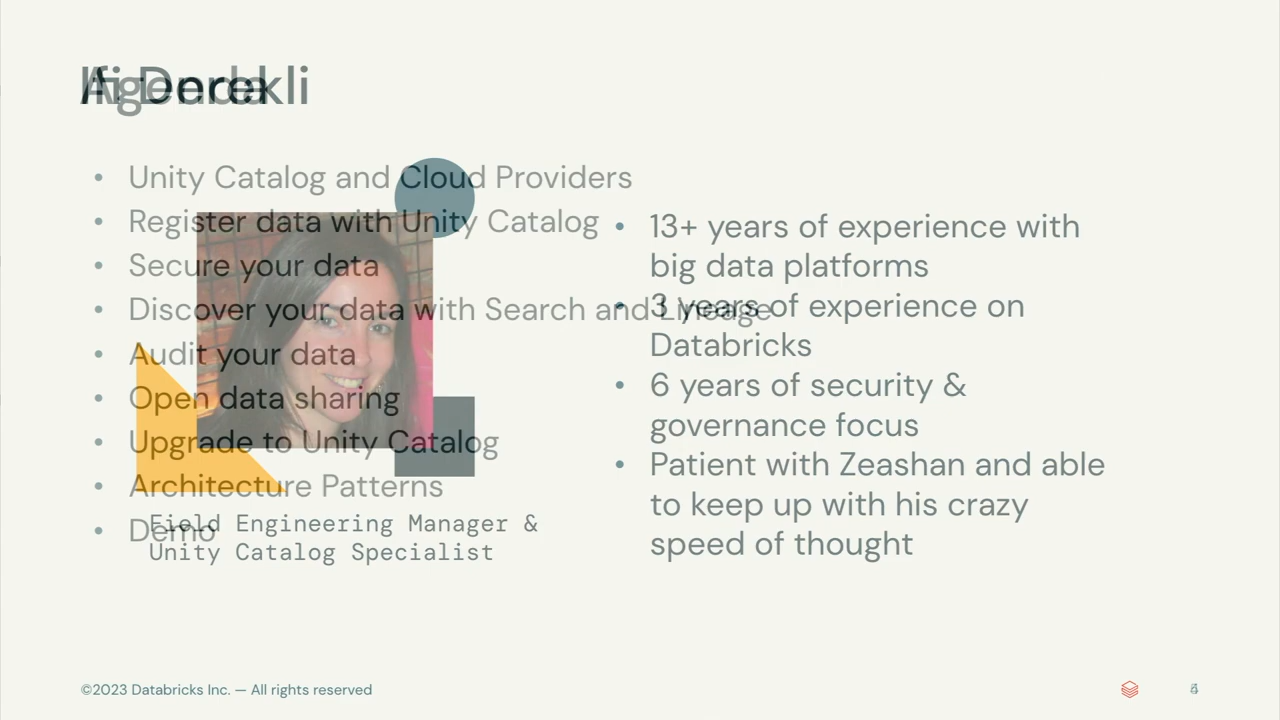 Agenda
Unity Catalog and Cloud Providers
Register data with Unity Catalog
Secure your data
Discover your data with Search and Lineage
Audit your data
Open data sharing
Upgrade to Unity Catalog
Architecture Patterns
Demo
13+ years of experience with
big data platforms
3 years of experience on
Databricks
6 years of security &
governance focus
Patient with Zeashan and able
to keep up with his crazy
speed of thought
Field Engineering Manager &
Unity Catalog Specialist
©2023 Databricks Inc. — All rights reserved